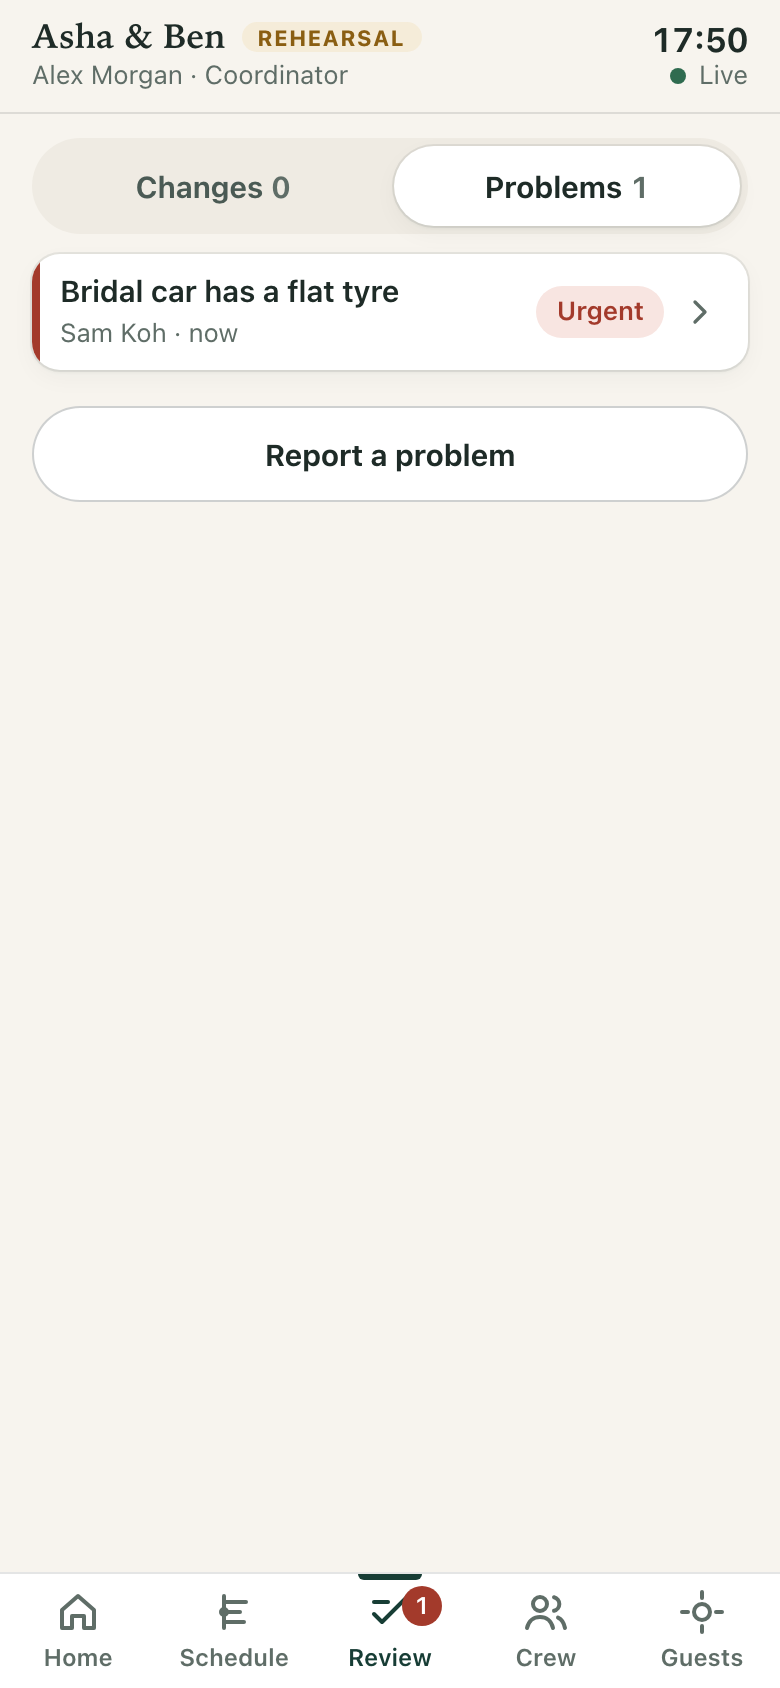 Asha & Ben REHEARSAL 17:50
Alex Morgan · Coordinator Live
Changes 0 Problems 1
Bridal car has a flat tyre
Sam Koh · now
Urgent
Report a problem
1
Home Schedule Review Crew Guests